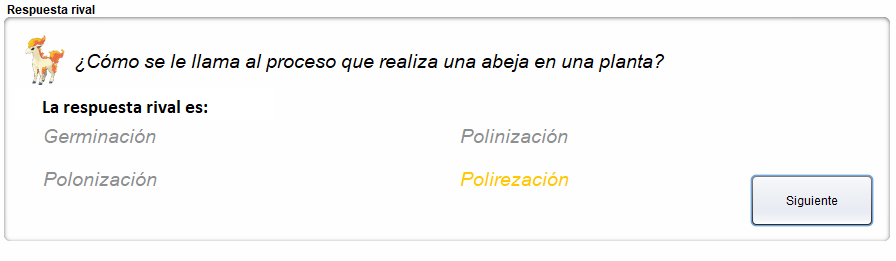 Respuesta rival
¿Cómo se le llama al proceso que realiza una abeja en una planta?
La respuesta rival es:
Germinación Polinización
Polonización Polirezación
Siguiente